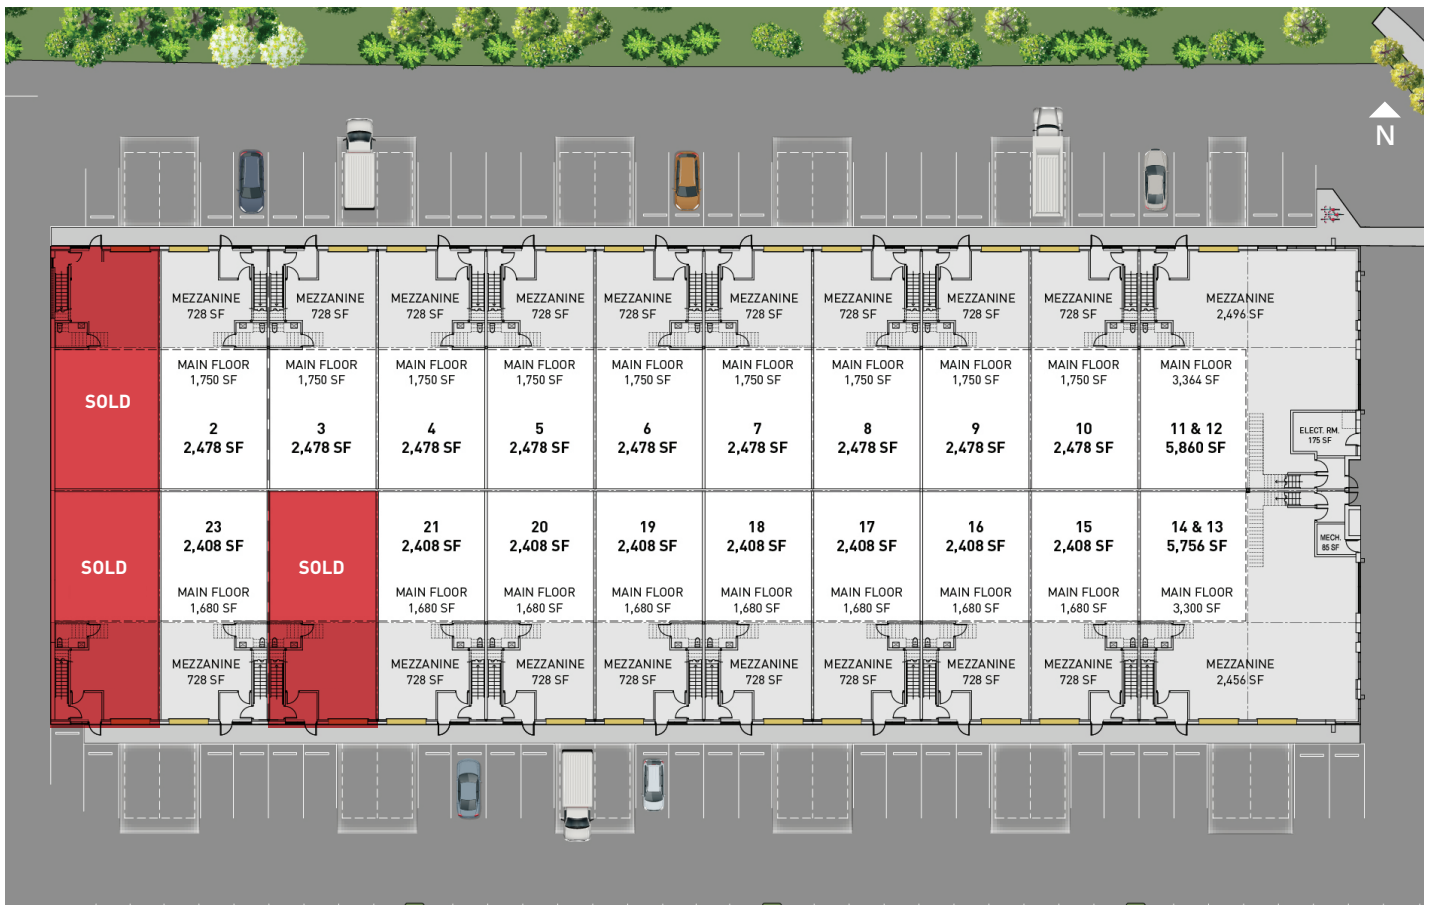 N
MEZZANINE
728 SF
MEZZANINE
728 SF
MEZZANINE
728 SF
MEZZANINE
728 SF
MEZZANINE
728 SF
MEZZANINE
728 SF
MEZZANINE
728 SF
MEZZANINE
728 SF
MEZZANINE
728 SF
MEZZANINE
2,496 SF
SOLD
MAIN FLOOR
1,750 SF
2
2,478 SF
MAIN FLOOR
1,750 SF
3
2,478 SF
MAIN FLOOR
1,750 SF
4
2,478 SF
MAIN FLOOR
1,750 SF
5
2,478 SF
MAIN FLOOR
1,750 SF
6
2,478 SF
MAIN FLOOR
1,750 SF
7
2,478 SF
MAIN FLOOR
1,750 SF
8
2,478 SF
MAIN FLOOR
1,750 SF
9
2,478 SF
MAIN FLOOR
1,750 SF
10
2,478 SF
MAIN FLOOR
3,364 SF
11 & 12
5,860 SF
ELECT. RM.
175 SF
SOLD
23
2,408 SF
MAIN FLOOR
1,680 SF
SOLD
21
2,408 SF
MAIN FLOOR
1,680 SF
20
2,408 SF
MAIN FLOOR
1,680 SF
19
2,408 SF
MAIN FLOOR
1,680 SF
18
2,408 SF
MAIN FLOOR
1,680 SF
17
2,408 SF
MAIN FLOOR
1,680 SF
16
2,408 SF
MAIN FLOOR
1,680 SF
15
2,408 SF
MAIN FLOOR
1,680 SF
14 & 13
5,756 SF
MAIN FLOOR
3,300 SF
MECH.
85 SF
MEZZANINE
728 SF
MEZZANINE
728 SF
MEZZANINE
728 SF
MEZZANINE
728 SF
MEZZANINE
728 SF
MEZZANINE
728 SF
MEZZANINE
728 SF
MEZZANINE
728 SF
MEZZANINE
2,456 SF